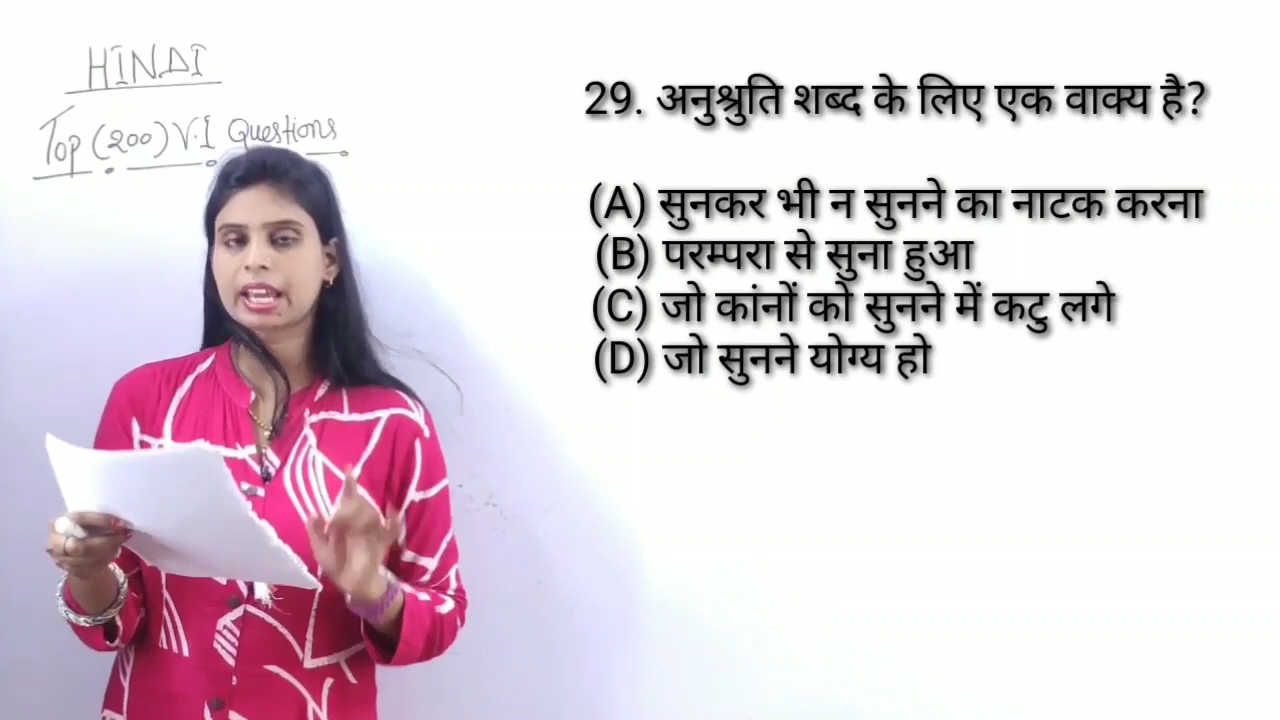 HINDI
Top (200) V.I Questions
29. अनुश्रुति शब्द के लिए एक वाक्य है?
(A) सुनकर भी न सुनने का नाटक करना
(B) परम्परा से सुना हुआ
(C) जो कांनों को सुनने में कटु लगे
(D) जो सुनने योग्य हो